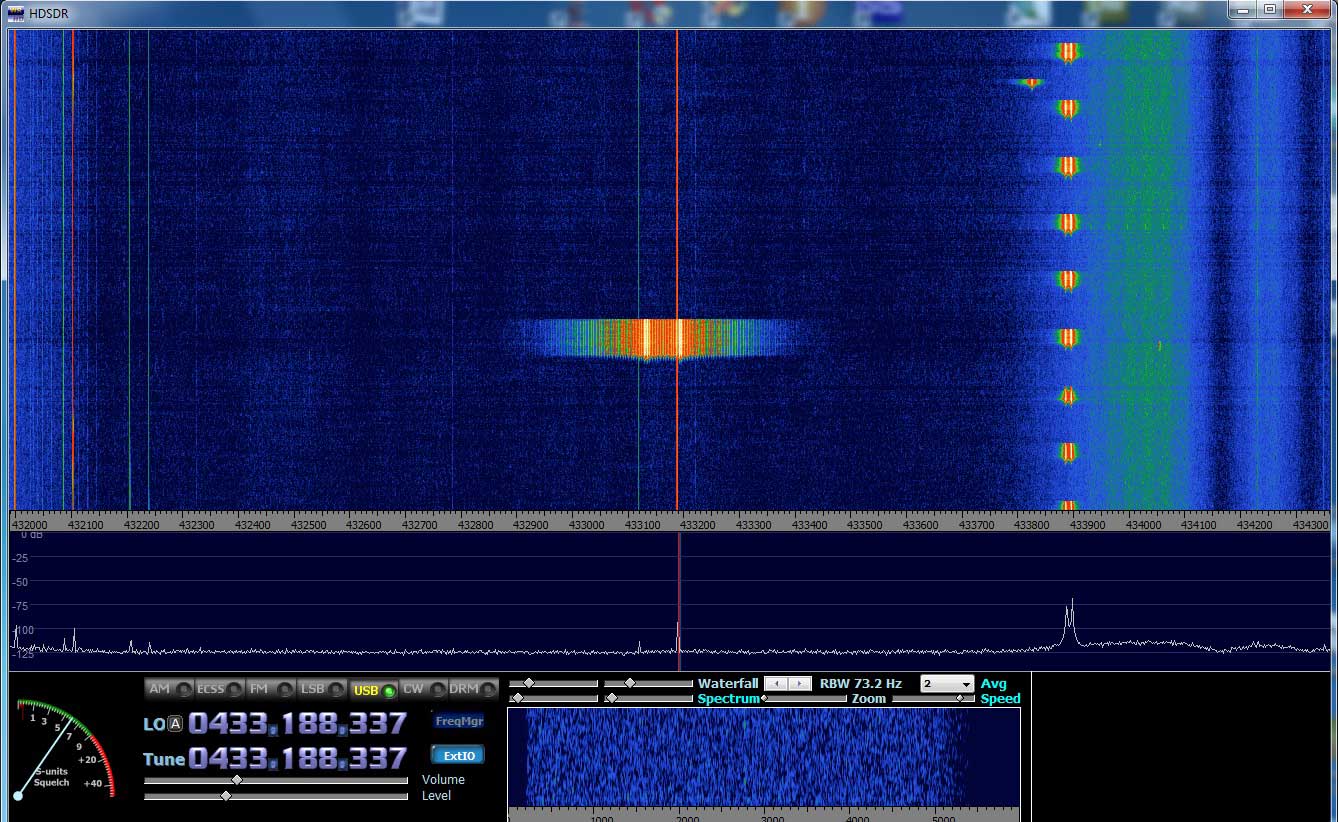 HDSDR
432000 432100 432200 432300 432400 432500 432600 432700 432800 432900 433000 433100 433200 433300 433400 433500 433600 433700 433800 433900 434000 434100 434200 434300
0 dB
-25
-50
-75
-100
-125
AM ECSS FM LSB USB CW DRM
LO A 0433.188.337 FreqMgr
Tune 0433.188.337 ExtIO
Volume
Level
1 3 5 7 9 +20 +40
S-units
Squelch
Waterfall RBW 73.2 Hz 2 Avg
Spectrum Zoom Speed
1000 2000 3000 4000 5000